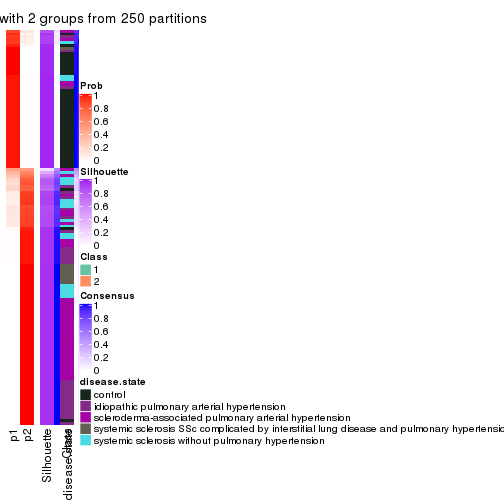 with 2 groups from 250 partitions
Prob
1
0.8
0.6
0.4
0.2
0
Silhouette
1
0.8
0.6
0.4
0.2
0
Class
1
2
Consensus
1
0.8
0.6
0.4
0.2
0
disease.state
control
idiopathic pulmonary arterial hypertension
scleroderma-associated pulmonary arterial hypertension
systemic sclerosis SSc complicated by interstitial lung disease and pulmonary hypertensio
systemic sclerosis without pulmonary hypertension
p1
p2
Silhouette
Class
disease.state